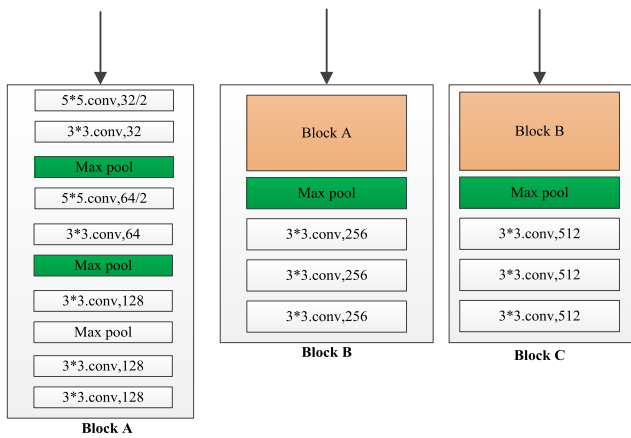 5*5.conv,32/2
3*3.conv,32
Max pool
5*5.conv,64/2
3*3.conv,64
Max pool
3*3.conv,128
Max pool
3*3.conv,128
3*3.conv,128
Block A
Block A
Max pool
3*3.conv,256
3*3.conv,256
3*3.conv,256
Block B
Block B
Max pool
3*3.conv,512
3*3.conv,512
3*3.conv,512
Block C